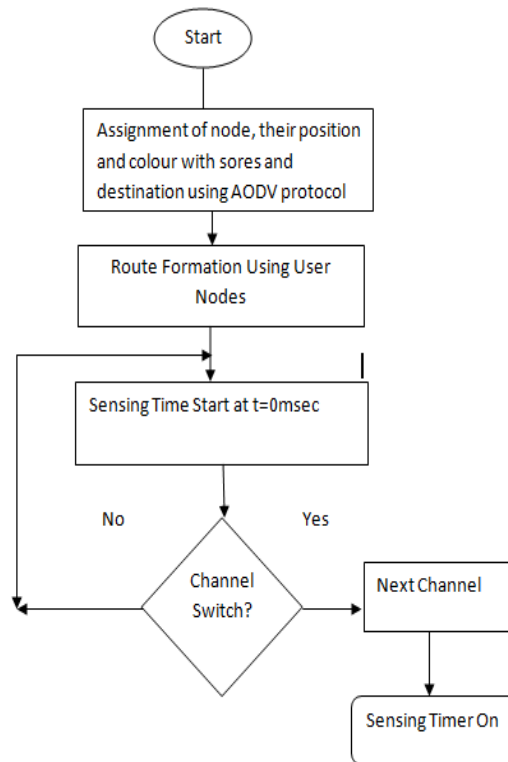 Start
Assignment of node, their position
and colour with sores and
destination using AODV protocol
Route Formation Using User
Nodes
Sensing Time Start at t=0msec
No
Yes
Channel
Switch?
Next Channel
Sensing Timer On